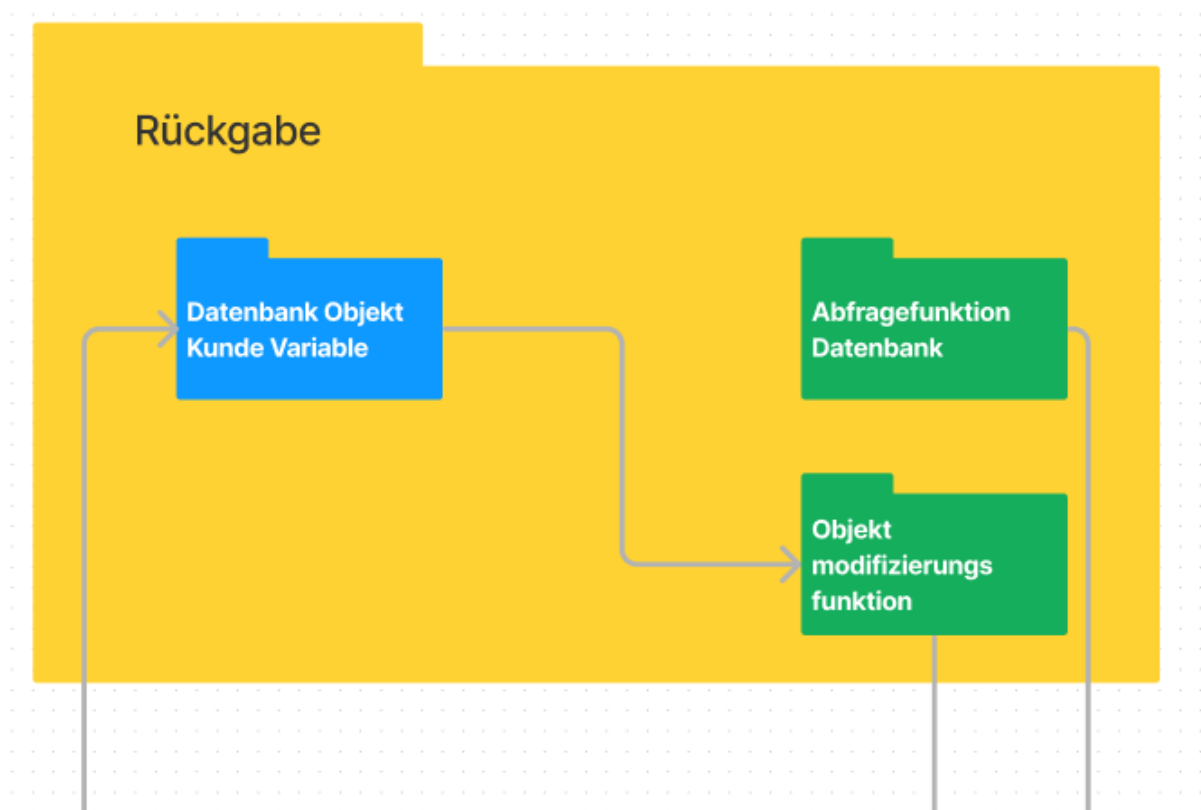 Rückgabe
Datenbank Objekt
Kunde Variable
Abfragefunktion
Datenbank
Objekt
modifizierungs
funktion